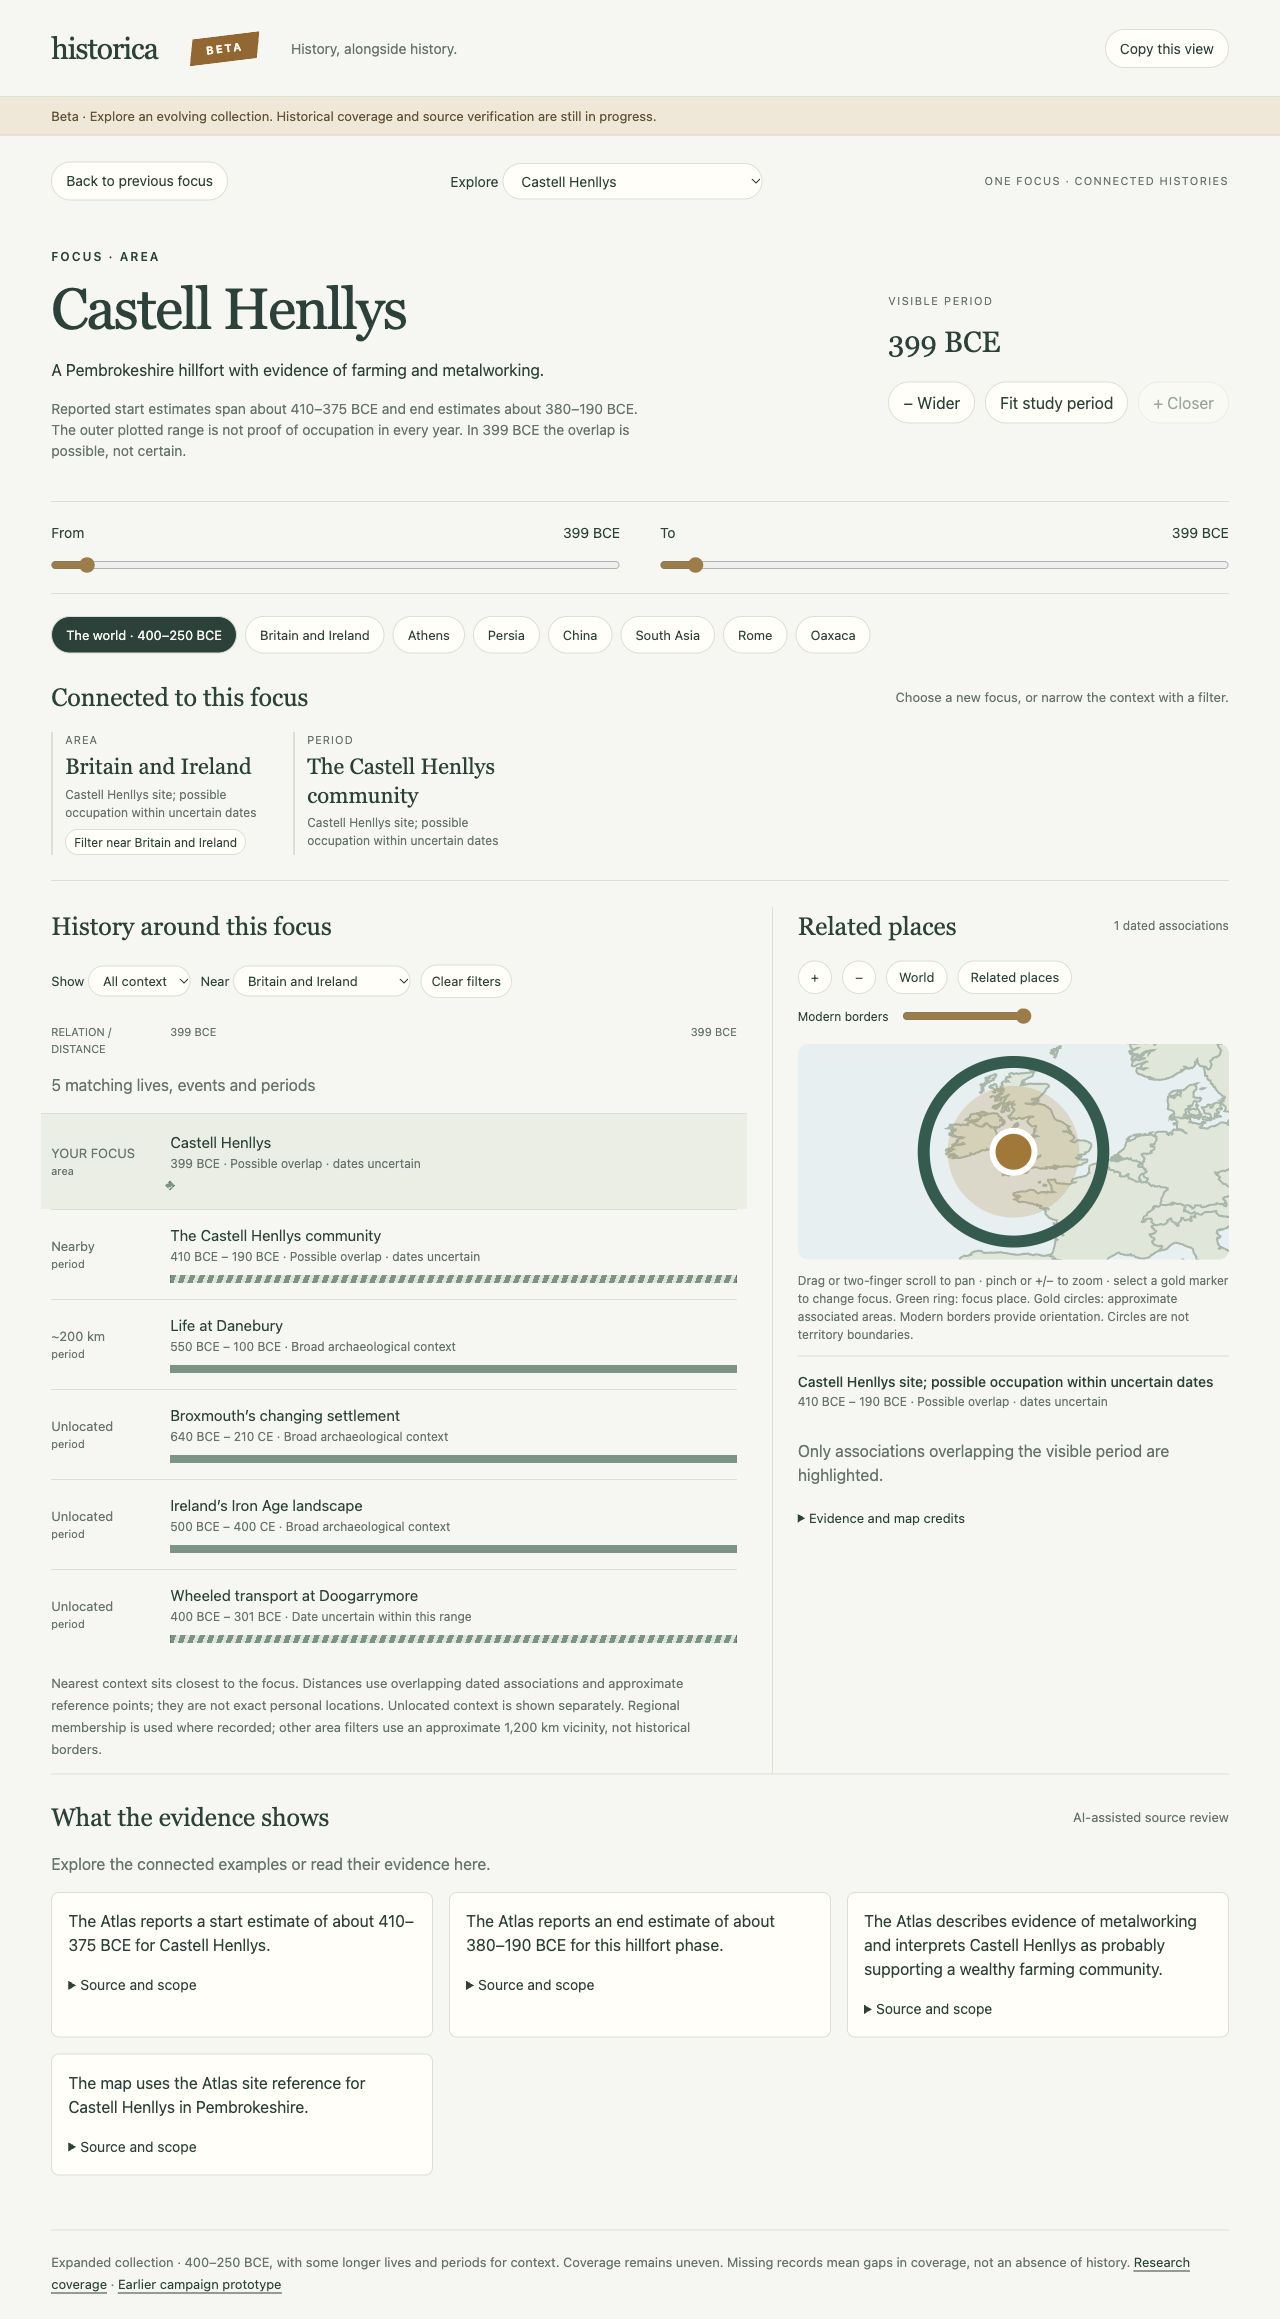 historica
BETA
History, alongside history.
Copy this view
Beta · Explore an evolving collection. Historical coverage and source verification are still in progress.
Back to previous focus
Explore
Castell Henllys
ONE FOCUS · CONNECTED HISTORIES
FOCUS · AREA
Castell Henllys
A Pembrokeshire hillfort with evidence of farming and metalworking.
Reported start estimates span about 410–375 BCE and end estimates about 380–190 BCE.
The outer plotted range is not proof of occupation in every year. In 399 BCE the overlap is
possible, not certain.
VISIBLE PERIOD
399 BCE
– Wider
Fit study period
+ Closer
From
399 BCE
To
399 BCE
The world · 400–250 BCE
Britain and Ireland
Athens
Persia
China
South Asia
Rome
Oaxaca
Connected to this focus
Choose a new focus, or narrow the context with a filter.
AREA
Britain and Ireland
Castell Henllys site; possible
occupation within uncertain dates
Filter near Britain and Ireland
PERIOD
The Castell Henllys
community
Castell Henllys site; possible
occupation within uncertain dates
History around this focus
Show
All context
Near
Britain and Ireland
Clear filters
RELATION /
DISTANCE
399 BCE
399 BCE
5 matching lives, events and periods
YOUR FOCUS
area
Castell Henllys
399 BCE · Possible overlap · dates uncertain
Nearby
period
The Castell Henllys community
410 BCE – 190 BCE · Possible overlap · dates uncertain
~200 km
period
Life at Danebury
550 BCE – 100 BCE · Broad archaeological context
Unlocated
period
Broxmouth’s changing settlement
640 BCE – 210 CE · Broad archaeological context
Unlocated
period
Ireland’s Iron Age landscape
500 BCE – 400 CE · Broad archaeological context
Unlocated
period
Wheeled transport at Doogarrymore
400 BCE – 301 BCE · Date uncertain within this range
Nearest context sits closest to the focus. Distances use overlapping dated associations and approximate
reference points; they are not exact personal locations. Unlocated context is shown separately. Regional
membership is used where recorded; other area filters use an approximate 1,200 km vicinity, not historical
borders.
Related places
1 dated associations
+
−
World
Related places
Modern borders
Drag or two-finger scroll to pan · pinch or +/− to zoom · select a gold marker
to change focus. Green ring: focus place. Gold circles: approximate
associated areas. Modern borders provide orientation. Circles are not
territory boundaries.
Castell Henllys site; possible occupation within uncertain dates
410 BCE – 190 BCE · Possible overlap · dates uncertain
Only associations overlapping the visible period are
highlighted.
Evidence and map credits
What the evidence shows
AI-assisted source review
Explore the connected examples or read their evidence here.
The Atlas reports a start estimate of about 410–
375 BCE for Castell Henllys.
Source and scope
The Atlas reports an end estimate of about
380–190 BCE for this hillfort phase.
Source and scope
The Atlas describes evidence of metalworking
and interprets Castell Henllys as probably
supporting a wealthy farming community.
Source and scope
The map uses the Atlas site reference for
Castell Henllys in Pembrokeshire.
Source and scope
Expanded collection · 400–250 BCE, with some longer lives and periods for context. Coverage remains uneven. Missing records mean gaps in coverage, not an absence of history. Research
coverage · Earlier campaign prototype